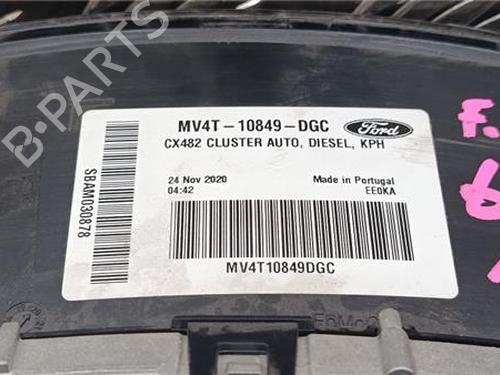 MV4T-10849-DGC
Ford
CX482 CLUSTER AUTO, DIESEL, KPH
24 Nov 2020
Made in Portugal
04:42
EE0KA
SBAM030878
MV4T10849DGC
B-PARTS
FoMoCo